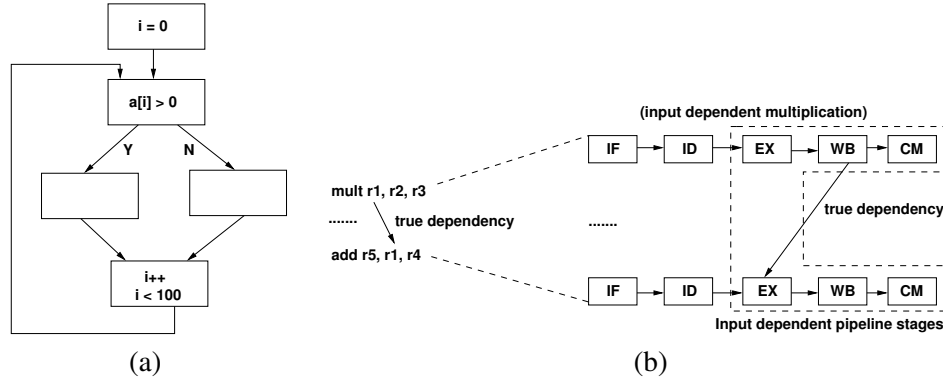 i = 0
a[i] > 0
Y
N
i++
i < 100
(a)
(input dependent multiplication)
IF
ID
EX
WB
CM
mult r1, r2, r3
.......
true dependency
add r5, r1, r4
.......
true dependency
IF
ID
EX
WB
CM
Input dependent pipeline stages
(b)